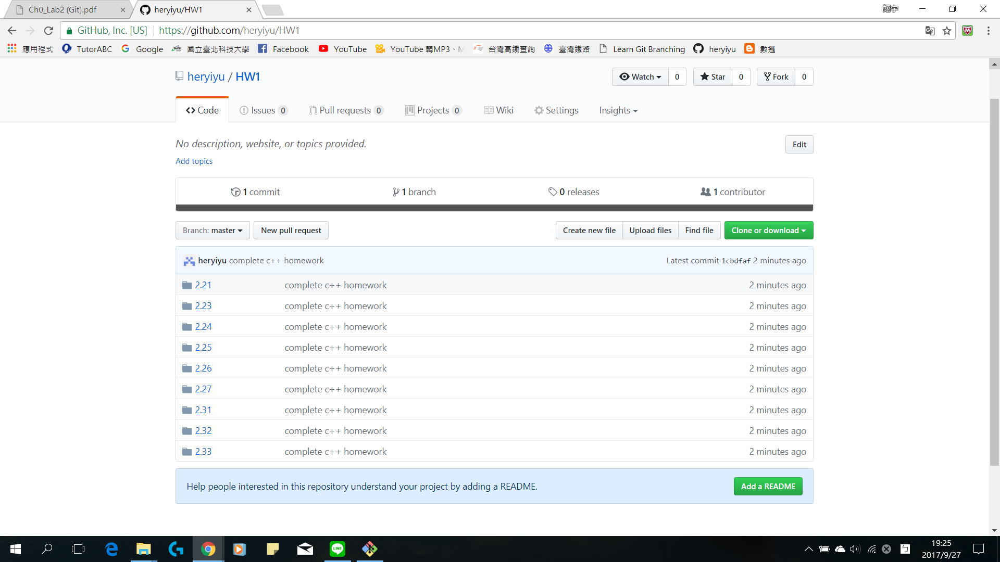 Ch0_Lab2 (Git).pdf
heryiyu/HW1
翊宇
GitHub, Inc. [US]
https://github.com/heryiyu/HW1
應用程式
TutorABC
Google
國立臺北科技大學
Facebook
YouTube
YouTube 轉MP3、M
台灣高鐵查詢
臺灣鐵路
Learn Git Branching
heryiyu
數邏
heryiyu / HW1
Watch 0
Star 0
Fork 0
Code
Issues 0
Pull requests 0
Projects 0
Wiki
Settings
Insights
No description, website, or topics provided.
Edit
Add topics
1 commit
1 branch
0 releases
1 contributor
Branch: master
New pull request
Create new file
Upload files
Find file
Clone or download
heryiyu complete c++ homework
Latest commit 1cbdfaf 2 minutes ago
2.21 complete c++ homework 2 minutes ago
2.23 complete c++ homework 2 minutes ago
2.24 complete c++ homework 2 minutes ago
2.25 complete c++ homework 2 minutes ago
2.26 complete c++ homework 2 minutes ago
2.27 complete c++ homework 2 minutes ago
2.31 complete c++ homework 2 minutes ago
2.32 complete c++ homework 2 minutes ago
2.33 complete c++ homework 2 minutes ago
Help people interested in this repository understand your project by adding a README.
Add a README
LINE
19:25
2017/9/27